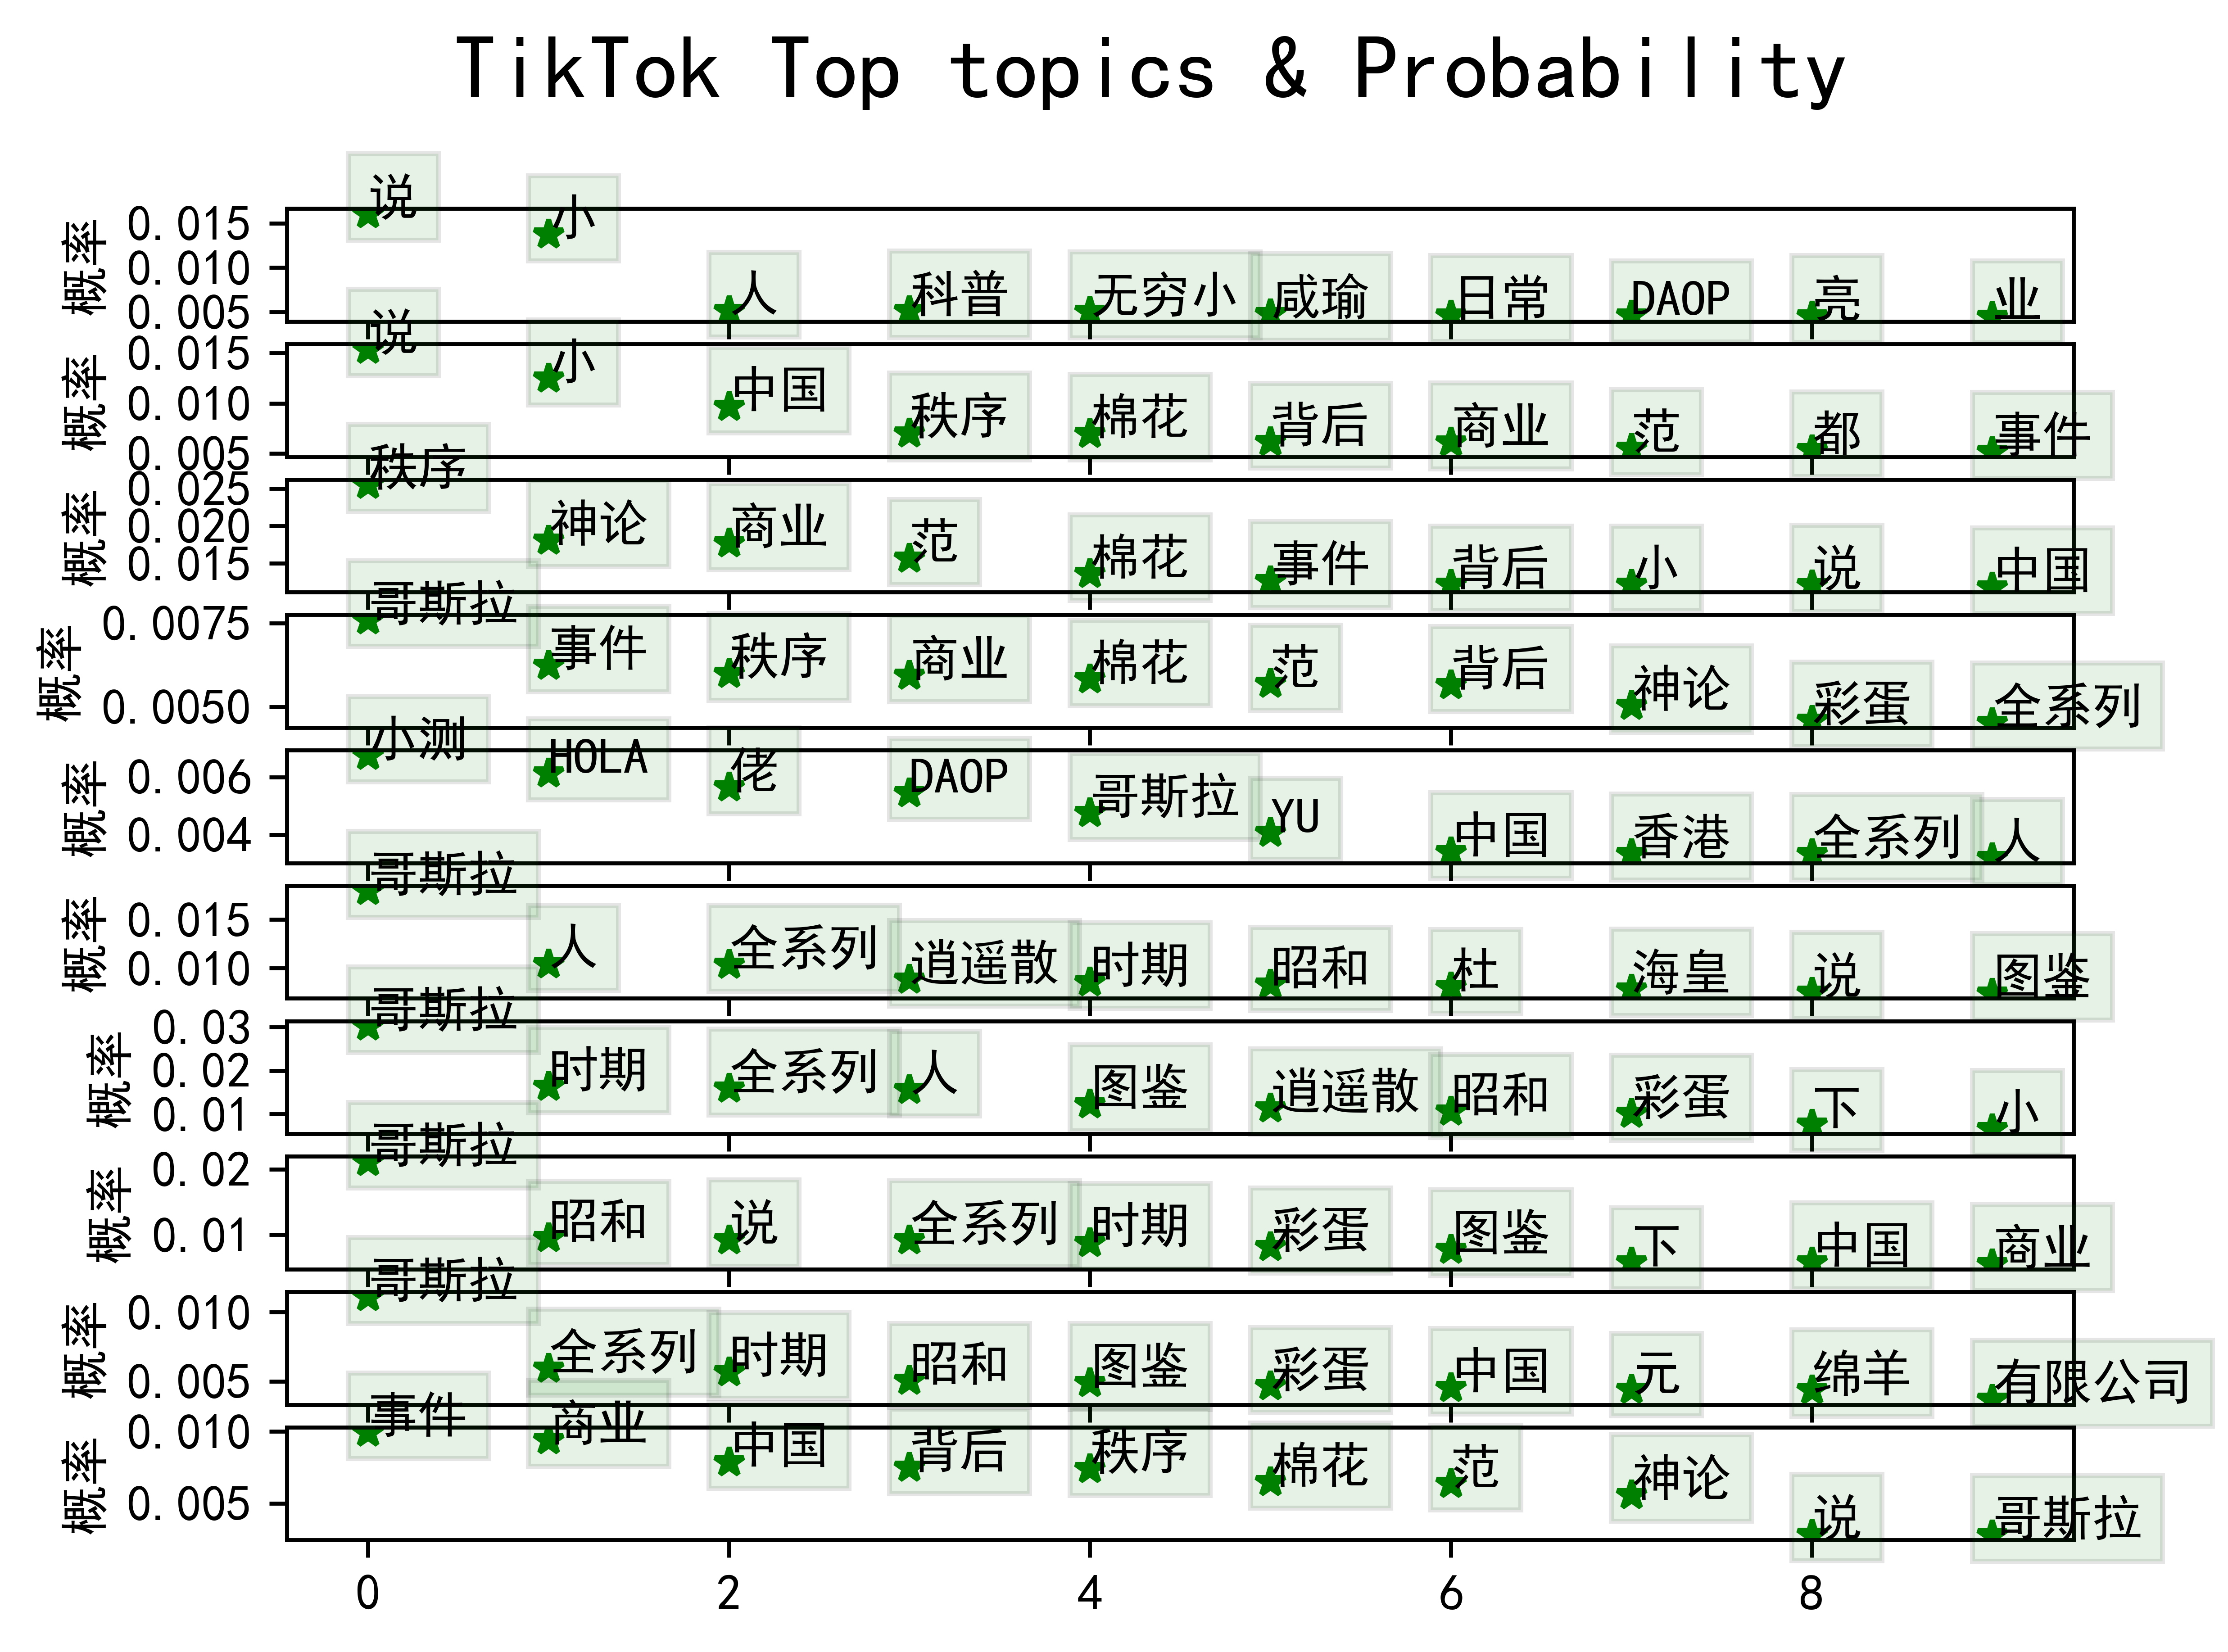 TikTok Top topics & Probability
概率 0.015 0.010 0.005
说 小 人 科普 无穷小 咸瑜 日常 DAOP 亮 业
概率 0.015 0.010 0.005
说 小 中国 秩序 棉花 背后 商业 范 都 事件
概率 0.025 0.020 0.015
秩序 神论 商业 范 棉花 事件 背后 小 说 中国
概率 0.0075 0.0050
哥斯拉 事件 秩序 商业 棉花 范 背后 神论 彩蛋 全系列
概率 0.006 0.004
小测 HOLA 佬 DAOP 哥斯拉 YU 中国 香港 全系列 人
概率 0.015 0.010
哥斯拉 人 全系列 逍遥散 时期 昭和 杜 海皇 说 图鉴
概率 0.03 0.02 0.01
哥斯拉 时期 全系列 人 图鉴 逍遥散 昭和 彩蛋 下 小
概率 0.02 0.01
哥斯拉 昭和 说 全系列 时期 彩蛋 图鉴 下 中国 商业
概率 0.010 0.005
哥斯拉 全系列 时期 昭和 图鉴 彩蛋 中国 元 绵羊 有限公司
概率 0.010 0.005
事件 商业 中国 背后 秩序 棉花 范 神论 说 哥斯拉
0 2 4 6 8